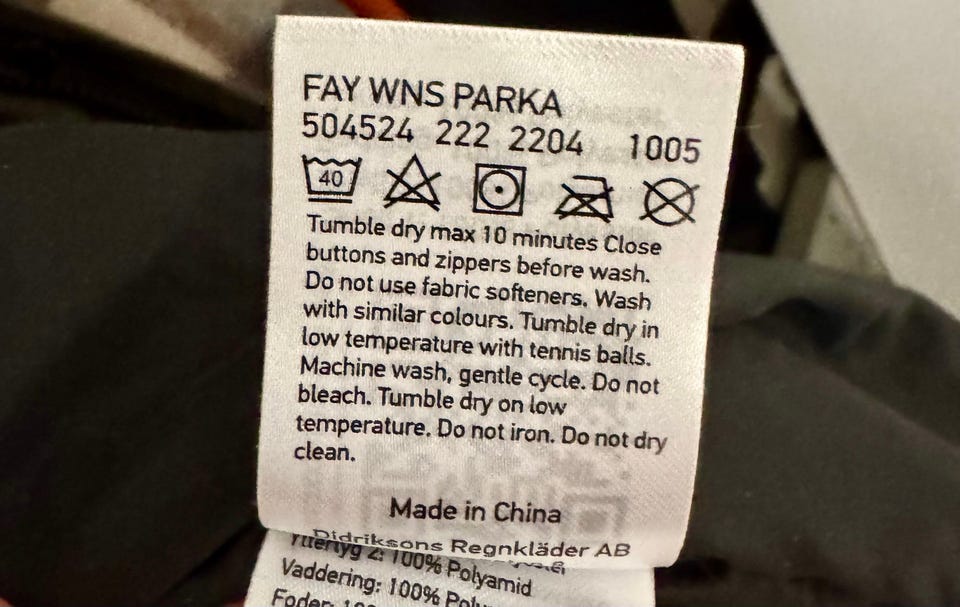 FAY WNS PARKA
504524 222 2204 1005
40
Tumble dry max 10 minutes Close
buttons and zippers before wash.
Do not use fabric softeners. Wash
with similar colours. Tumble dry in
low temperature with tennis balls.
Machine wash, gentle cycle. Do not
bleach. Tumble dry on low
temperature. Do not iron. Do not dry
clean.
Made in China
Didriksons Regnkläder AB
Yttertyg 2: 100% Polyamid
Vaddering: 100%
Foder: